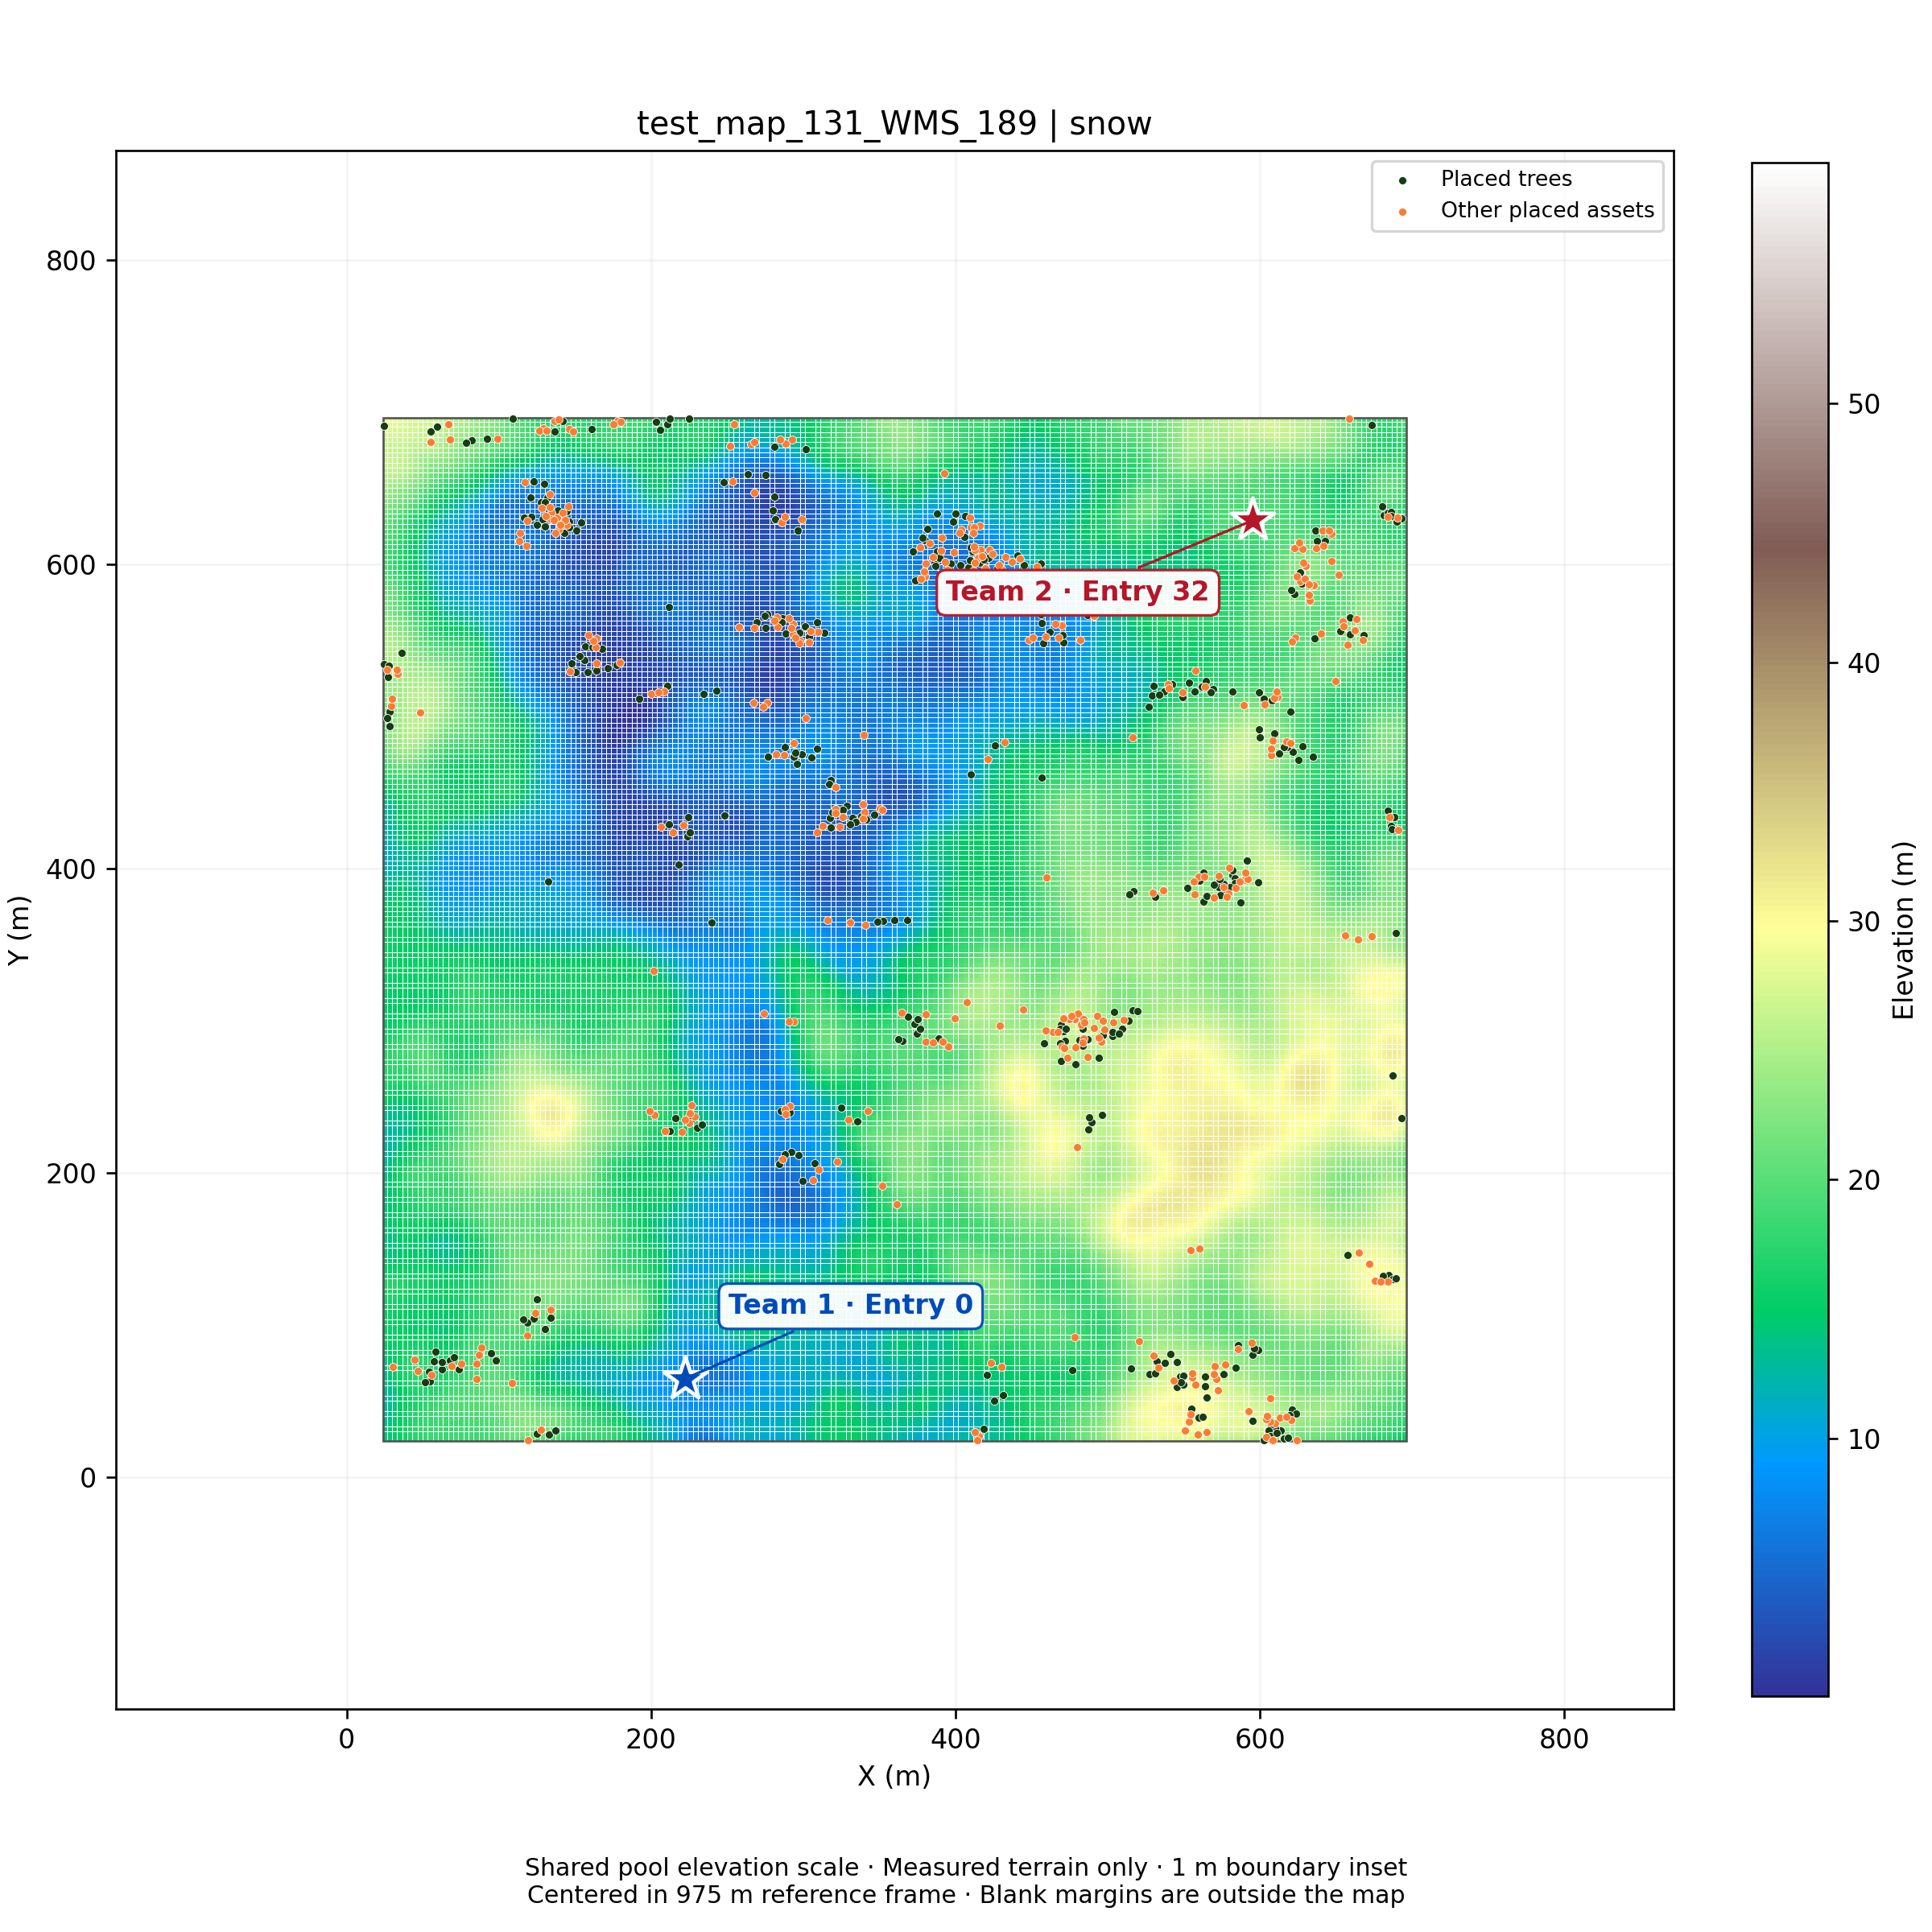 test_map_131_WMS_189 | snow
Placed trees
Other placed assets
800
600
400
200
0
Y (m)
Team 2 · Entry 32
Team 1 · Entry 0
0
200
400
600
800
X (m)
50
40
30
20
10
Elevation (m)
Shared pool elevation scale · Measured terrain only · 1 m boundary inset
Centered in 975 m reference frame · Blank margins are outside the map